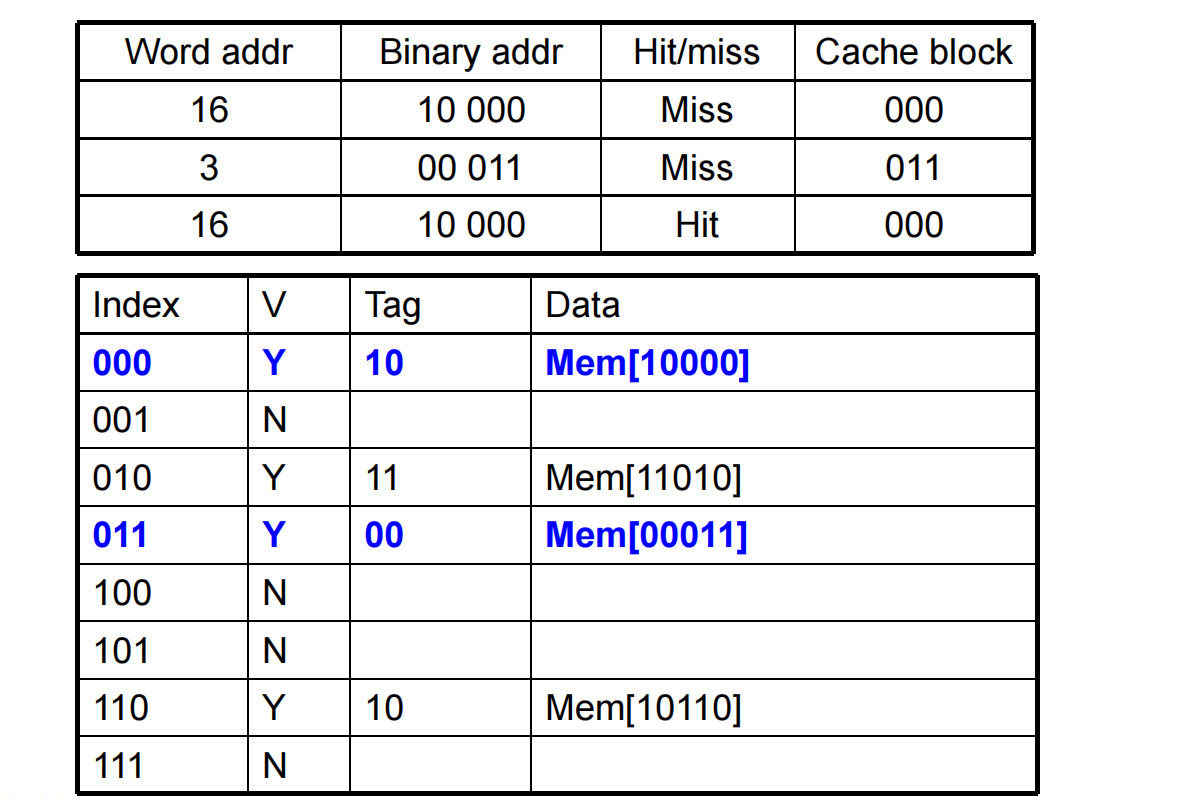 Word addr Binary addr Hit/miss Cache block
16 10 000 Miss 000
3 00 011 Miss 011
16 10 000 Hit 000
Index V Tag Data
000 Y 10 Mem[10000]
001 N
010 Y 11 Mem[11010]
011 Y 00 Mem[00011]
100 N
101 N
110 Y 10 Mem[10110]
111 N